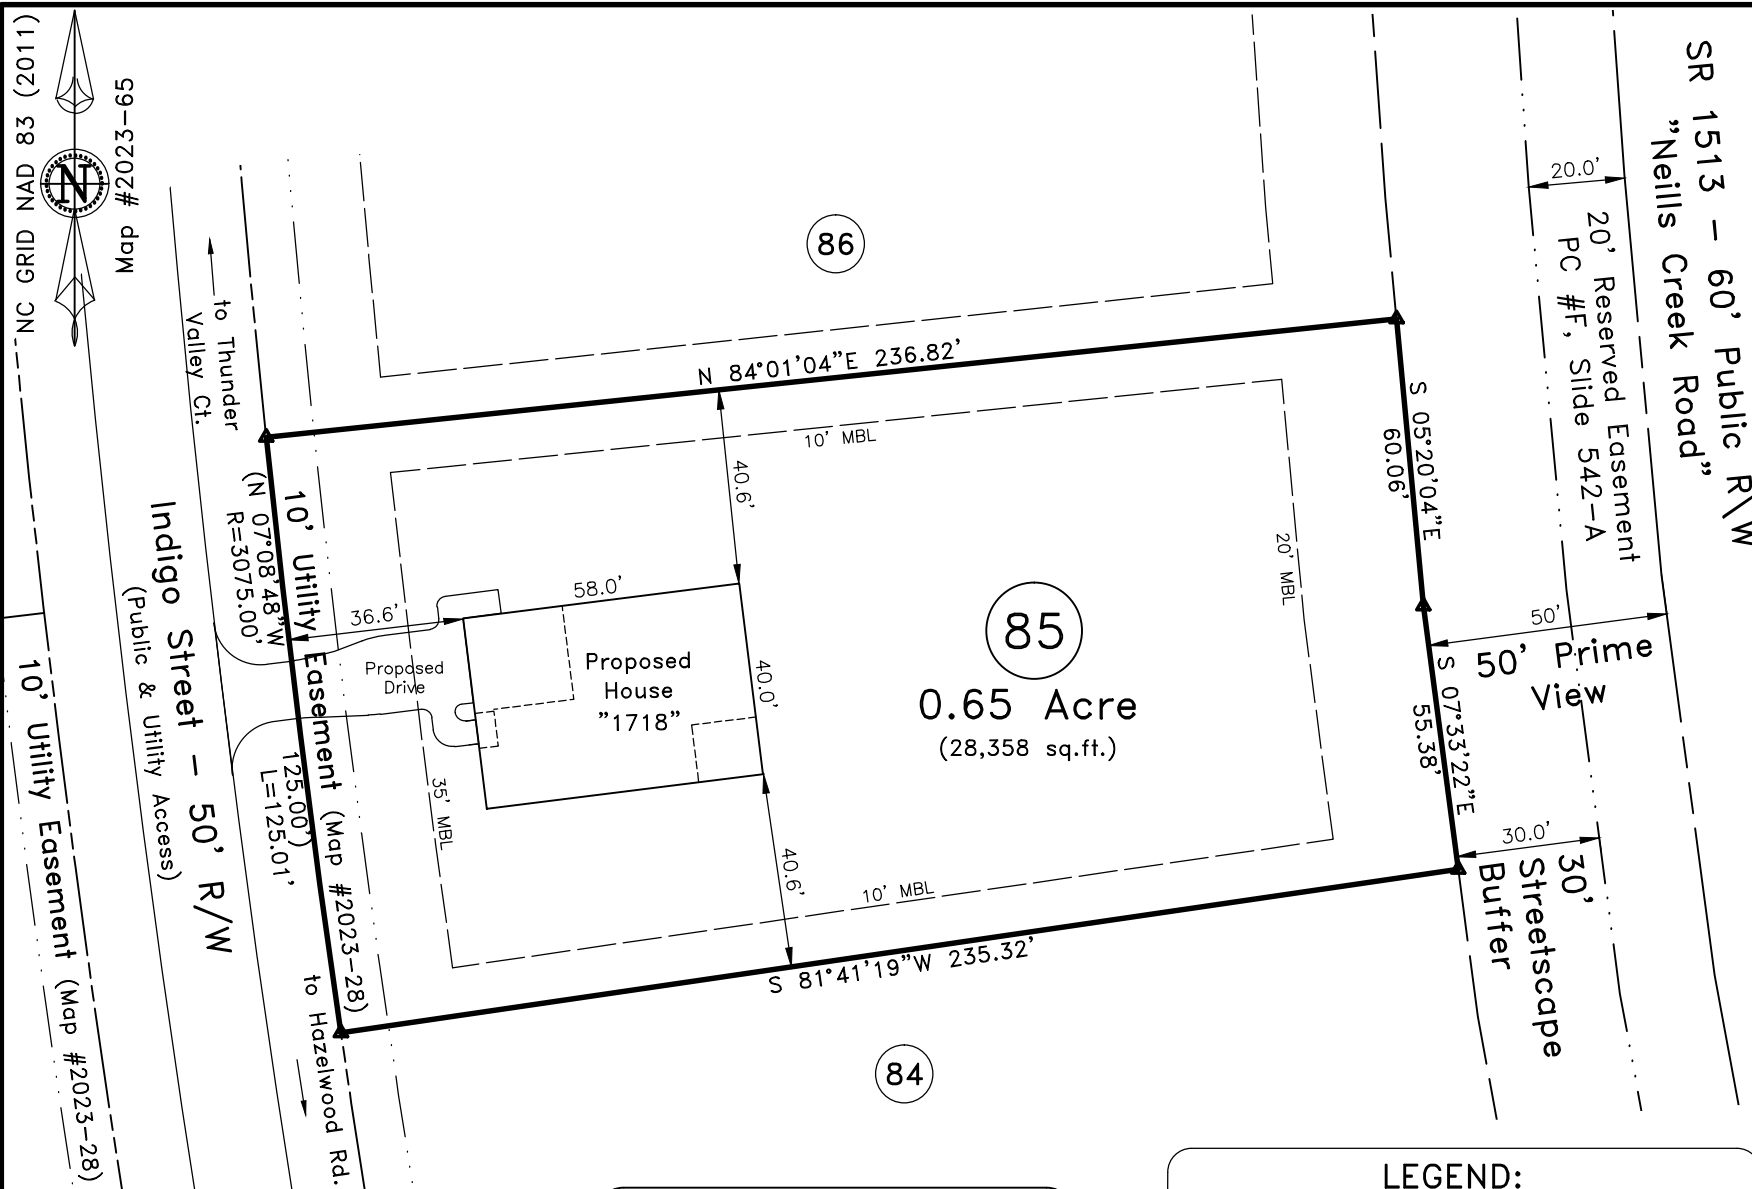 NC GRID NAD 83 (2011)
N
Map #2023-65
to Thunder
Valley Ct.
86
SR 1513 - 60' Public R\W
"Neills Creek Road"
20.0'
20' Reserved Easement
PC #F, Slide 542-A
N 84°01'04"E 236.82'
10' MBL
40.6'
S 05°20'04"E
60.06'
20' MBL
(N 07°08'48"W
R=3075.00'
125.00')
L=125.01'
10' Utility Easement (Map #2023-28)
Indigo Street - 50' R/W
(Public & Utility Access)
36.6'
58.0'
Proposed
Drive
Proposed
House
"1718"
40.0'
85
0.65 Acre
(28,358 sq.ft.)
50'
50' Prime
View
S 07°33'22"E
55.38'
35' MBL
40.6'
10' MBL
30.0'
30'
Streetscape
Buffer
S 81°41'19"W 235.32'
10' Utility Easement (Map #2023-28)
to Hazelwood Rd.
84
LEGEND: